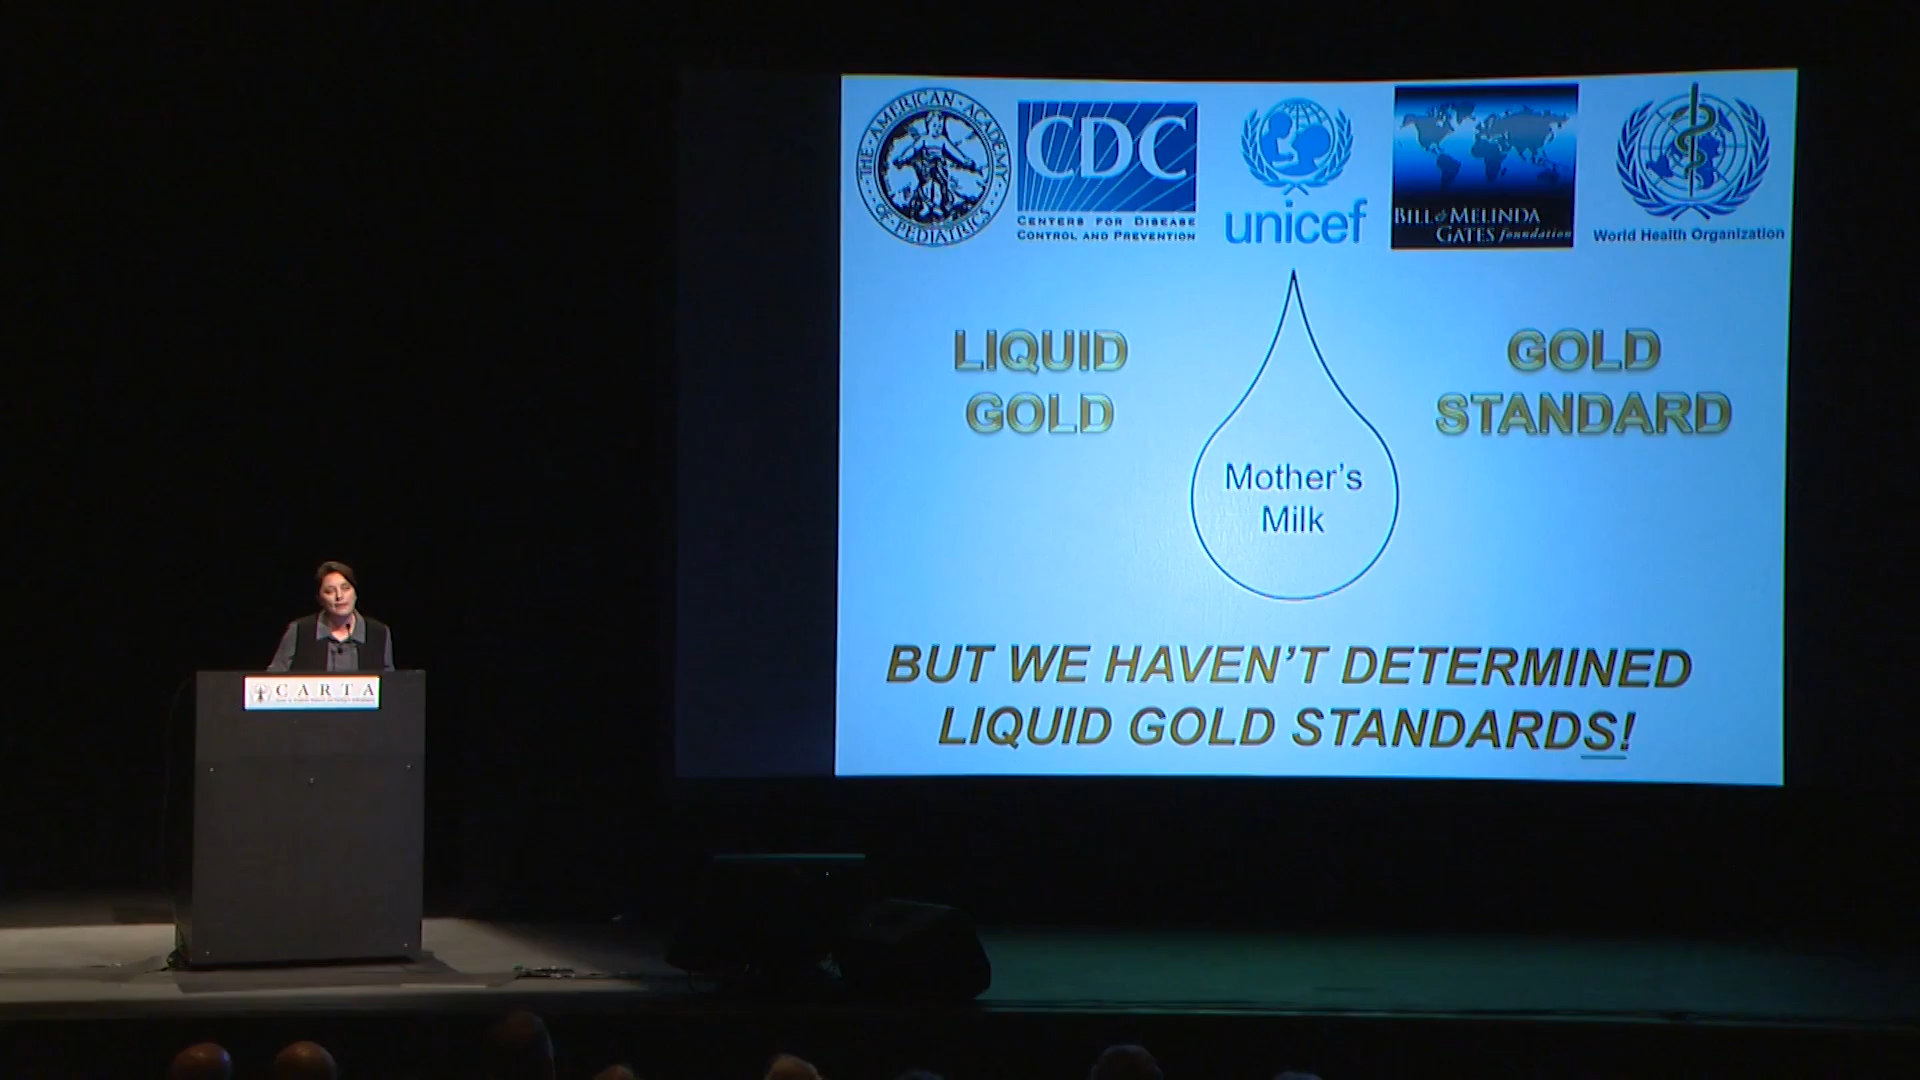 THE · AMERICAN · ACADEMY · OF · PEDIATRICS ·
CDC
CENTERS FOR DISEASE
CONTROL AND PREVENTION
unicef
BILL & MELINDA
GATES foundation
World Health Organization
LIQUID
GOLD
GOLD
STANDARD
Mother's
Milk
BUT WE HAVEN'T DETERMINED
LIQUID GOLD STANDARDS!
CARTA